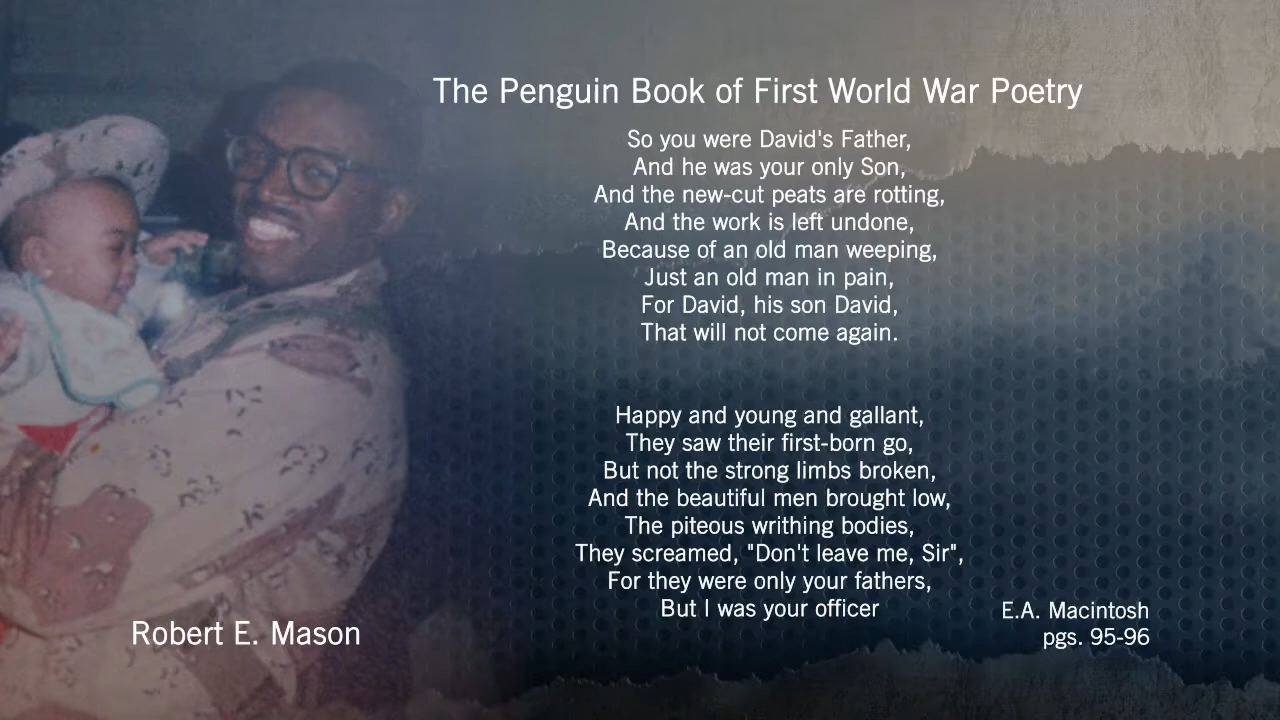 The Penguin Book of First World War Poetry
So you were David's Father,
And he was your only Son,
And the new-cut peats are rotting,
And the work is left undone,
Because of an old man weeping,
Just an old man in pain,
For David, his son David,
That will not come again.
Happy and young and gallant,
They saw their first-born go,
But not the strong limbs broken,
And the beautiful men brought low,
The piteous writhing bodies,
They screamed, "Don't leave me, Sir",
For they were only your fathers,
But I was your officer
E.A. Macintosh
pgs. 95-96
Robert E. Mason